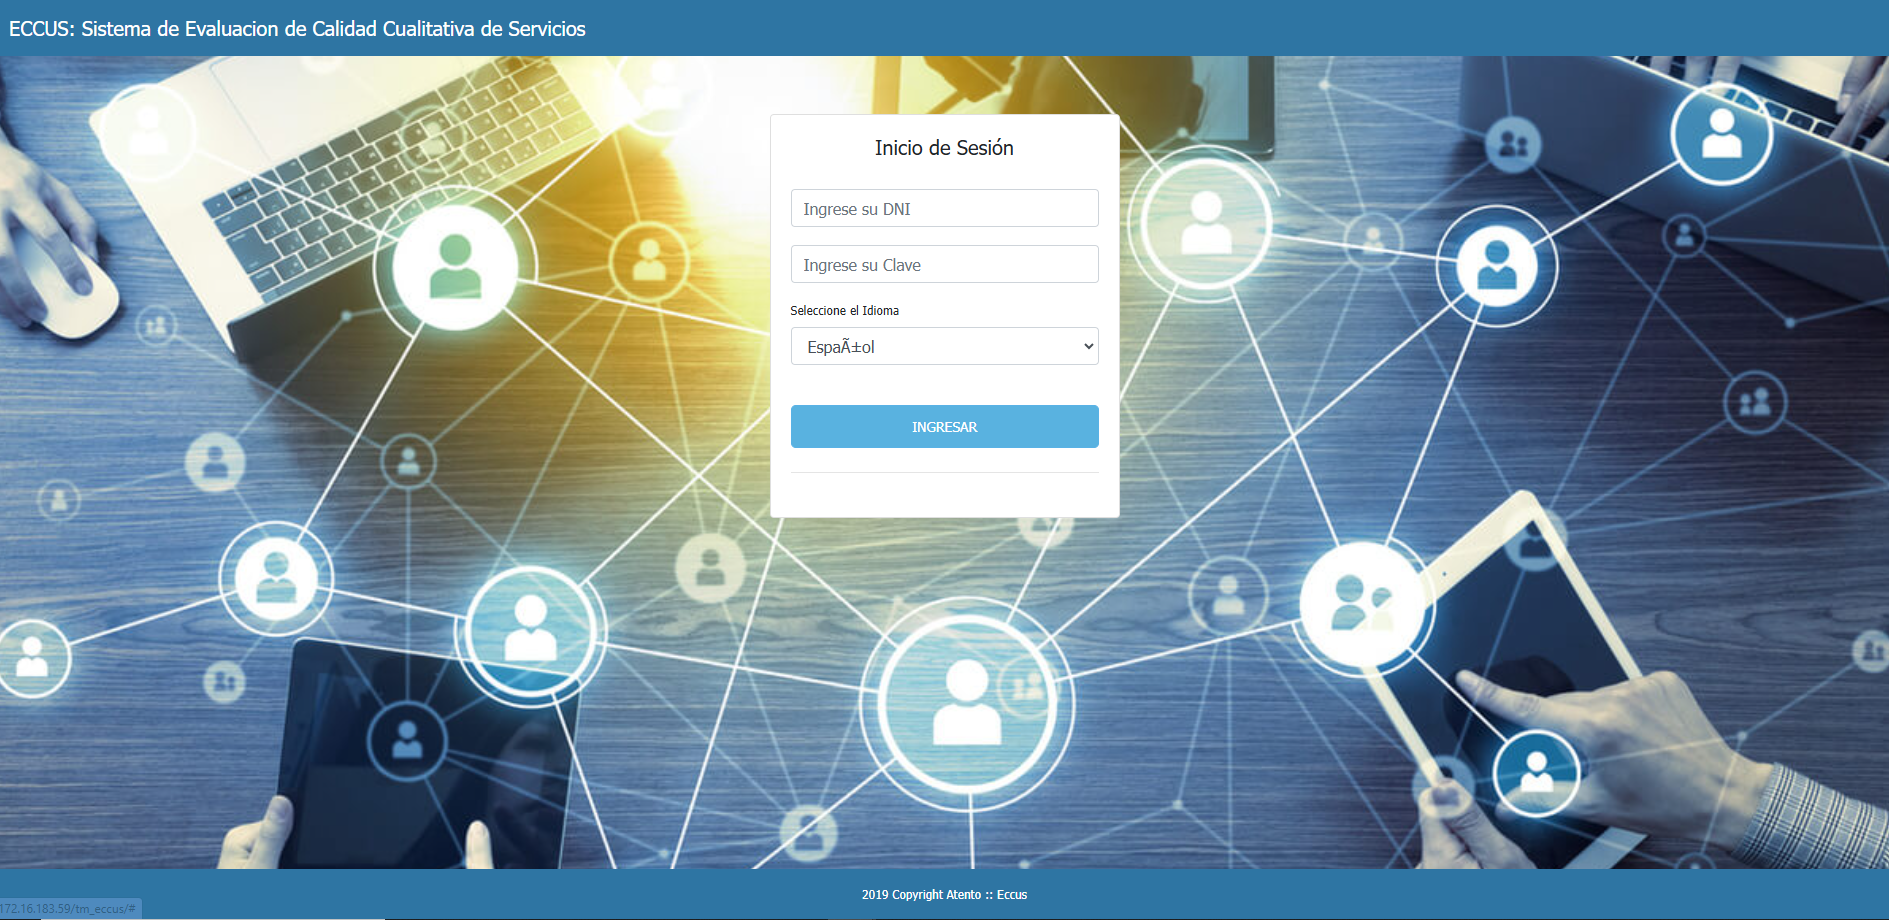 ECCUS: Sistema de Evaluacion de Calidad Cualitativa de Servicios
Inicio de Sesión
Ingrese su DNI
Ingrese su Clave
Seleccione el Idioma
EspaÃ±ol
INGRESAR
2019 Copyright Atento :: Eccus
172.16.183.59/tm_eccus/#